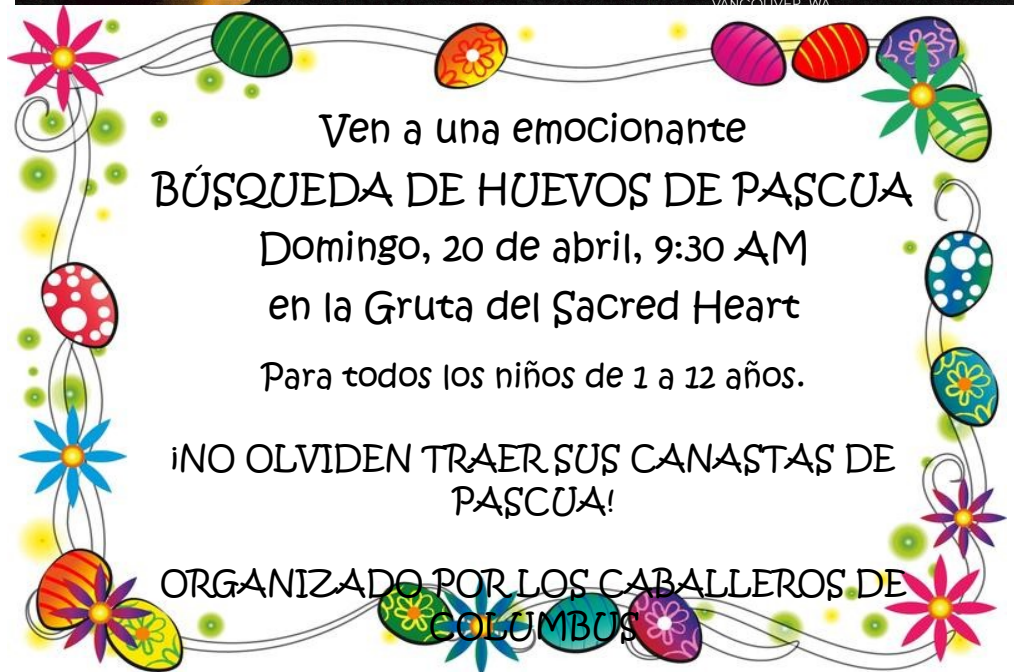 VANCOUVER, WA
Ven a una emocionante
BÚSQUEDA DE HUEVOS DE PASCUA
Domingo, 20 de abril, 9:30 AM
en la Gruta del Sacred Heart
Para todos los niños de 1 a 12 años.
¡NO OLVIDEN TRAER SUS CANASTAS DE
PASCUA!
ORGANIZADO POR LOS CABALLEROS DE
COLUMBUS